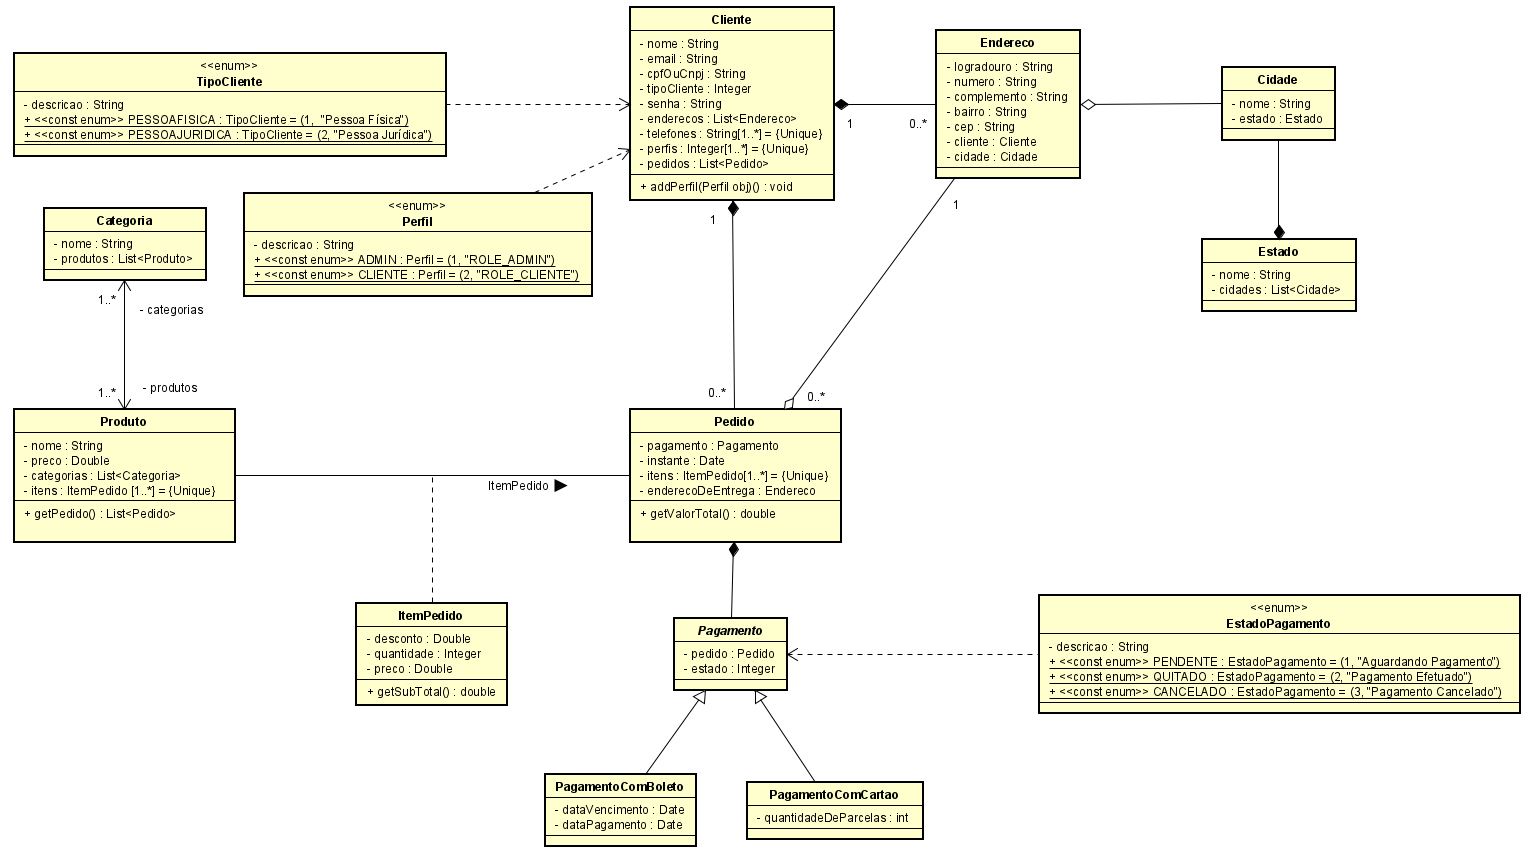 Cliente
- nome : String
- email : String
- cpfOuCnpj : String
- tipoCliente : Integer
- senha : String
- enderecos : List<Endereco>
- telefones : String[1..*] = {Unique}
- perfis : Integer[1..*] = {Unique}
- pedidos : List<Pedido>
+ addPerfil(Perfil obj)() : void
Endereco
- logradouro : String
- numero : String
- complemento : String
- bairro : String
- cep : String
- cliente : Cliente
- cidade : Cidade
Cidade
- nome : String
- estado : Estado
<<enum>>
TipoCliente
- descricao : String
+ <<const enum>> PESSOAFISICA : TipoCliente = (1, "Pessoa Física")
+ <<const enum>> PESSOAJURIDICA : TipoCliente = (2, "Pessoa Jurídica")
1
0..*
<<enum>>
Perfil
- descricao : String
+ <<const enum>> ADMIN : Perfil = (1, "ROLE_ADMIN")
+ <<const enum>> CLIENTE : Perfil = (2, "ROLE_CLIENTE")
Categoria
- nome : String
- produtos : List<Produto>
1
1
Estado
- nome : String
- cidades : List<Cidade>
1..*
- categorias
1..*
- produtos
0..*
0..*
Produto
- nome : String
- preco : Double
- categorias : List<Categoria>
- itens : ItemPedido [1..*] = {Unique}
+ getPedido() : List<Pedido>
ItemPedido
Pedido
- pagamento : Pagamento
- instante : Date
- itens : ItemPedido[1..*] = {Unique}
- enderecoDeEntrega : Endereco
+ getValorTotal() : double
ItemPedido
- desconto : Double
- quantidade : Integer
- preco : Double
+ getSubTotal() : double
Pagamento
- pedido : Pedido
- estado : Integer
<<enum>>
EstadoPagamento
- descricao : String
+ <<const enum>> PENDENTE : EstadoPagamento = (1, "Aguardando Pagamento")
+ <<const enum>> QUITADO : EstadoPagamento = (2, "Pagamento Efetuado")
+ <<const enum>> CANCELADO : EstadoPagamento = (3, "Pagamento Cancelado")
PagamentoComBoleto
- dataVencimento : Date
- dataPagamento : Date
PagamentoComCartao
- quantidadeDeParcelas : int